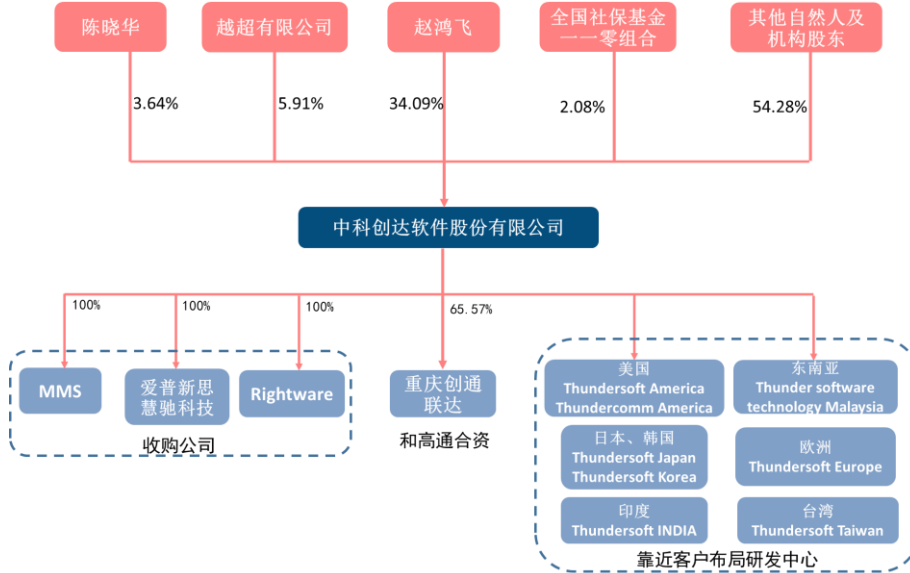 陈晓华
越超有限公司
赵鸿飞
全国社保基金
一一零组合
其他自然人及
机构股东
3.64%
5.91%
34.09%
2.08%
54.28%
中科创达软件股份有限公司
100%
100%
100%
65.57%
MMS
爱普新思
慧驰科技
Rightware
收购公司
重庆创通
联达
和高通合资
美国
Thundersoft America
Thundercomm America
东南亚
Thunder software
technology Malaysia
日本、韩国
Thundersoft Japan
Thundersoft Korea
欧洲
Thundersoft Europe
印度
Thundersoft INDIA
台湾
Thundersoft Taiwan
靠近客户布局研发中心